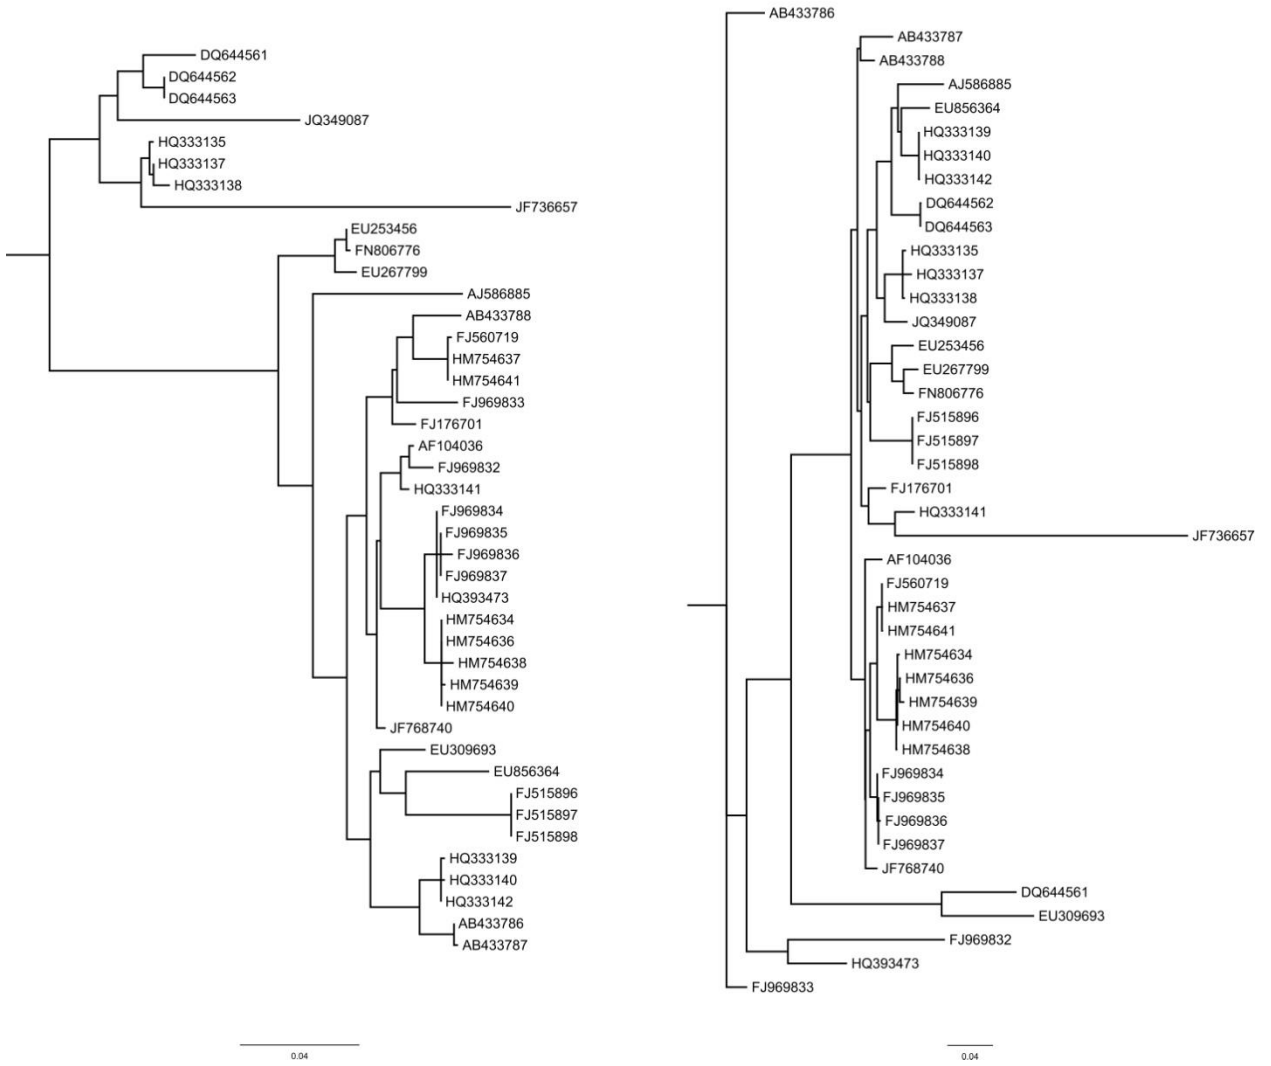 DQ644561
DQ644562
DQ644563
JQ349087
HQ333135
HQ333137
HQ333138
JF736657
EU253456
FN806776
EU267799
AJ586885
AB433788
FJ560719
HM754637
HM754641
FJ969833
FJ176701
AF104036
FJ969832
HQ333141
FJ969834
FJ969835
FJ969836
FJ969837
HQ393473
HM754634
HM754636
HM754638
HM754639
HM754640
JF768740
EU309693
EU856364
FJ515896
FJ515897
FJ515898
HQ333139
HQ333140
HQ333142
AB433786
AB433787
0.04
AB433786
AB433787
AB433788
AJ586885
EU856364
HQ333139
HQ333140
HQ333142
DQ644562
DQ644563
HQ333135
HQ333137
HQ333138
JQ349087
EU253456
EU267799
FN806776
FJ515896
FJ515897
FJ515898
FJ176701
HQ333141
JF736657
AF104036
FJ560719
HM754637
HM754641
HM754634
HM754636
HM754639
HM754640
HM754638
FJ969834
FJ969835
FJ969836
FJ969837
JF768740
DQ644561
EU309693
FJ969832
HQ393473
FJ969833
0.04